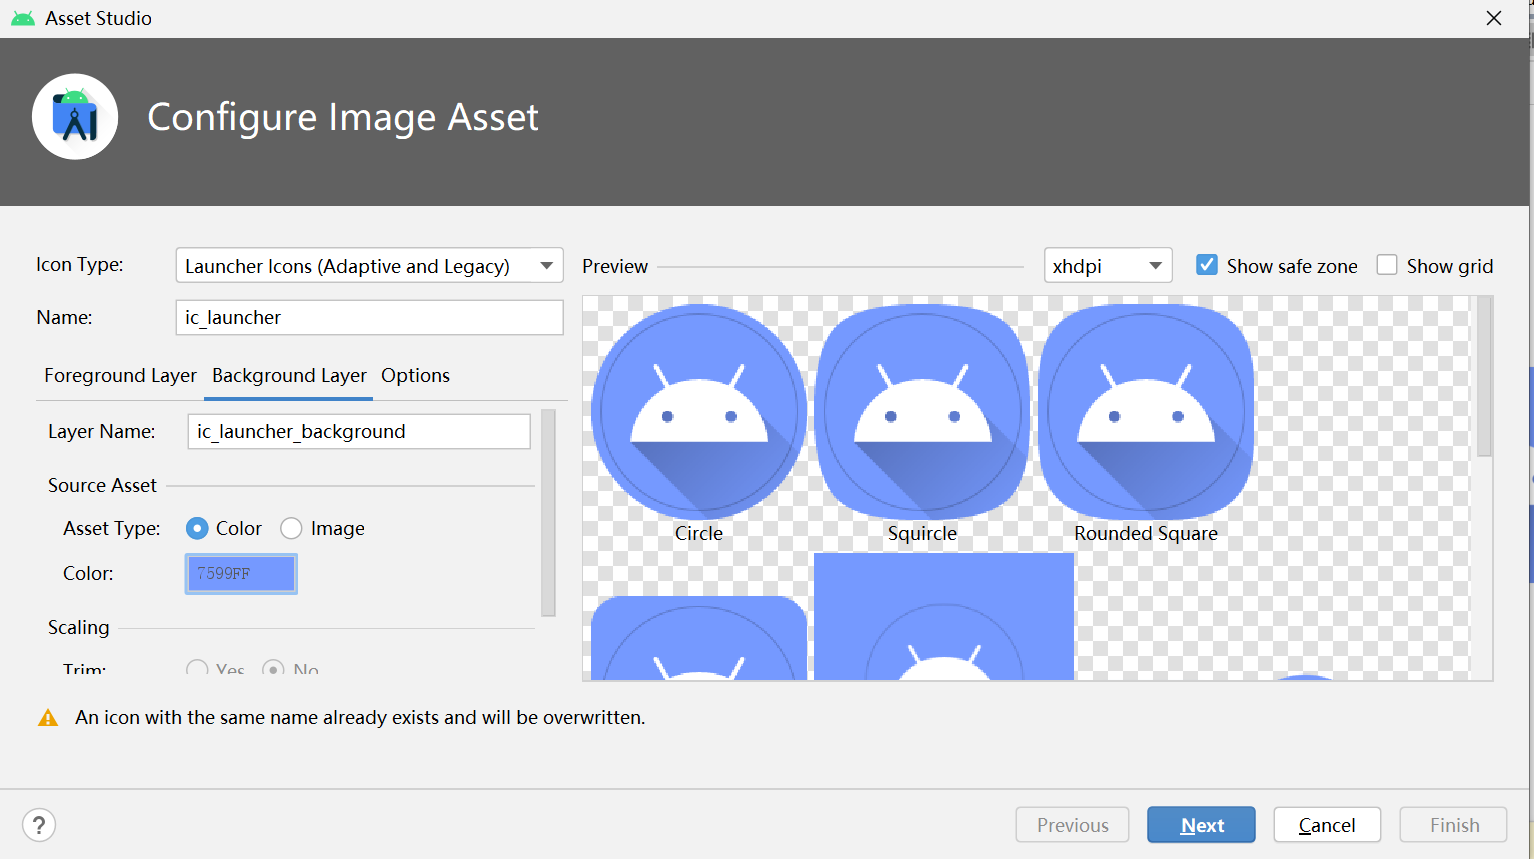 Asset Studio
Configure Image Asset
Icon Type: Launcher Icons (Adaptive and Legacy)
Name: ic_launcher
Foreground Layer Background Layer Options
Layer Name: ic_launcher_background
Source Asset
Asset Type: Color Image
Color: 7599FF
Scaling
Trim: Yes No
Preview xhdpi Show safe zone Show grid
Circle Squircle Rounded Square
An icon with the same name already exists and will be overwritten.
? Previous Next Cancel Finish